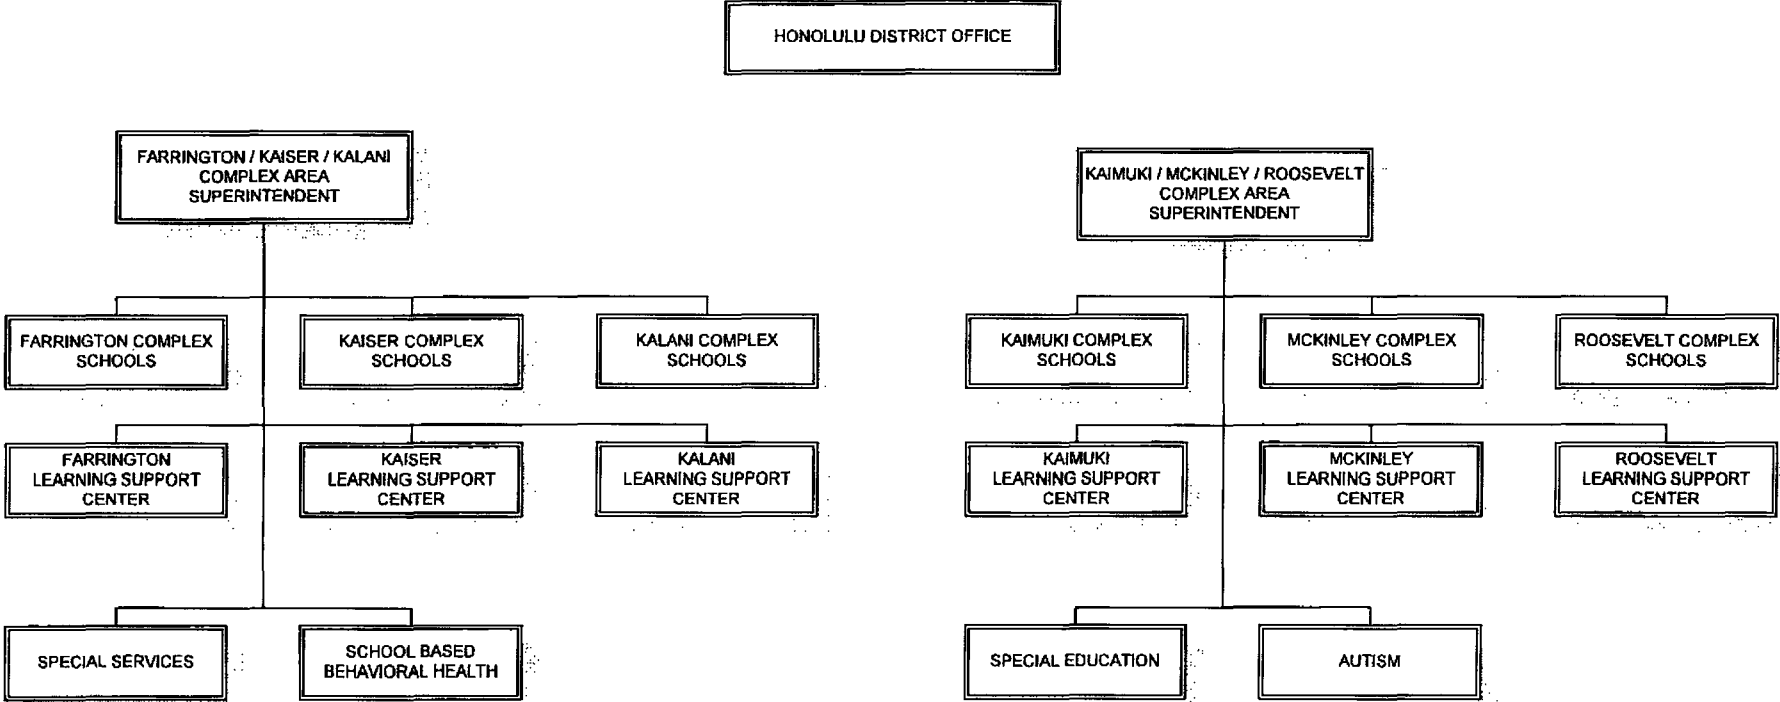 HONOLULU DISTRICT OFFICE
FARRINGTON / KAISER / KALANI
COMPLEX AREA
SUPERINTENDENT
KAIMUKI / MCKINLEY / ROOSEVELT
COMPLEX AREA
SUPERINTENDENT
FARRINGTON COMPLEX
SCHOOLS
KAISER COMPLEX
SCHOOLS
KALANI COMPLEX
SCHOOLS
KAIMUKI COMPLEX
SCHOOLS
MCKINLEY COMPLEX
SCHOOLS
ROOSEVELT COMPLEX
SCHOOLS
FARRINGTON
LEARNING SUPPORT
CENTER
KAISER
LEARNING SUPPORT
CENTER
KALANI
LEARNING SUPPORT
CENTER
KAIMUKI
LEARNING SUPPORT
CENTER
MCKINLEY
LEARNING SUPPORT
CENTER
ROOSEVELT
LEARNING SUPPORT
CENTER
SPECIAL SERVICES
SCHOOL BASED
BEHAVIORAL HEALTH
SPECIAL EDUCATION
AUTISM